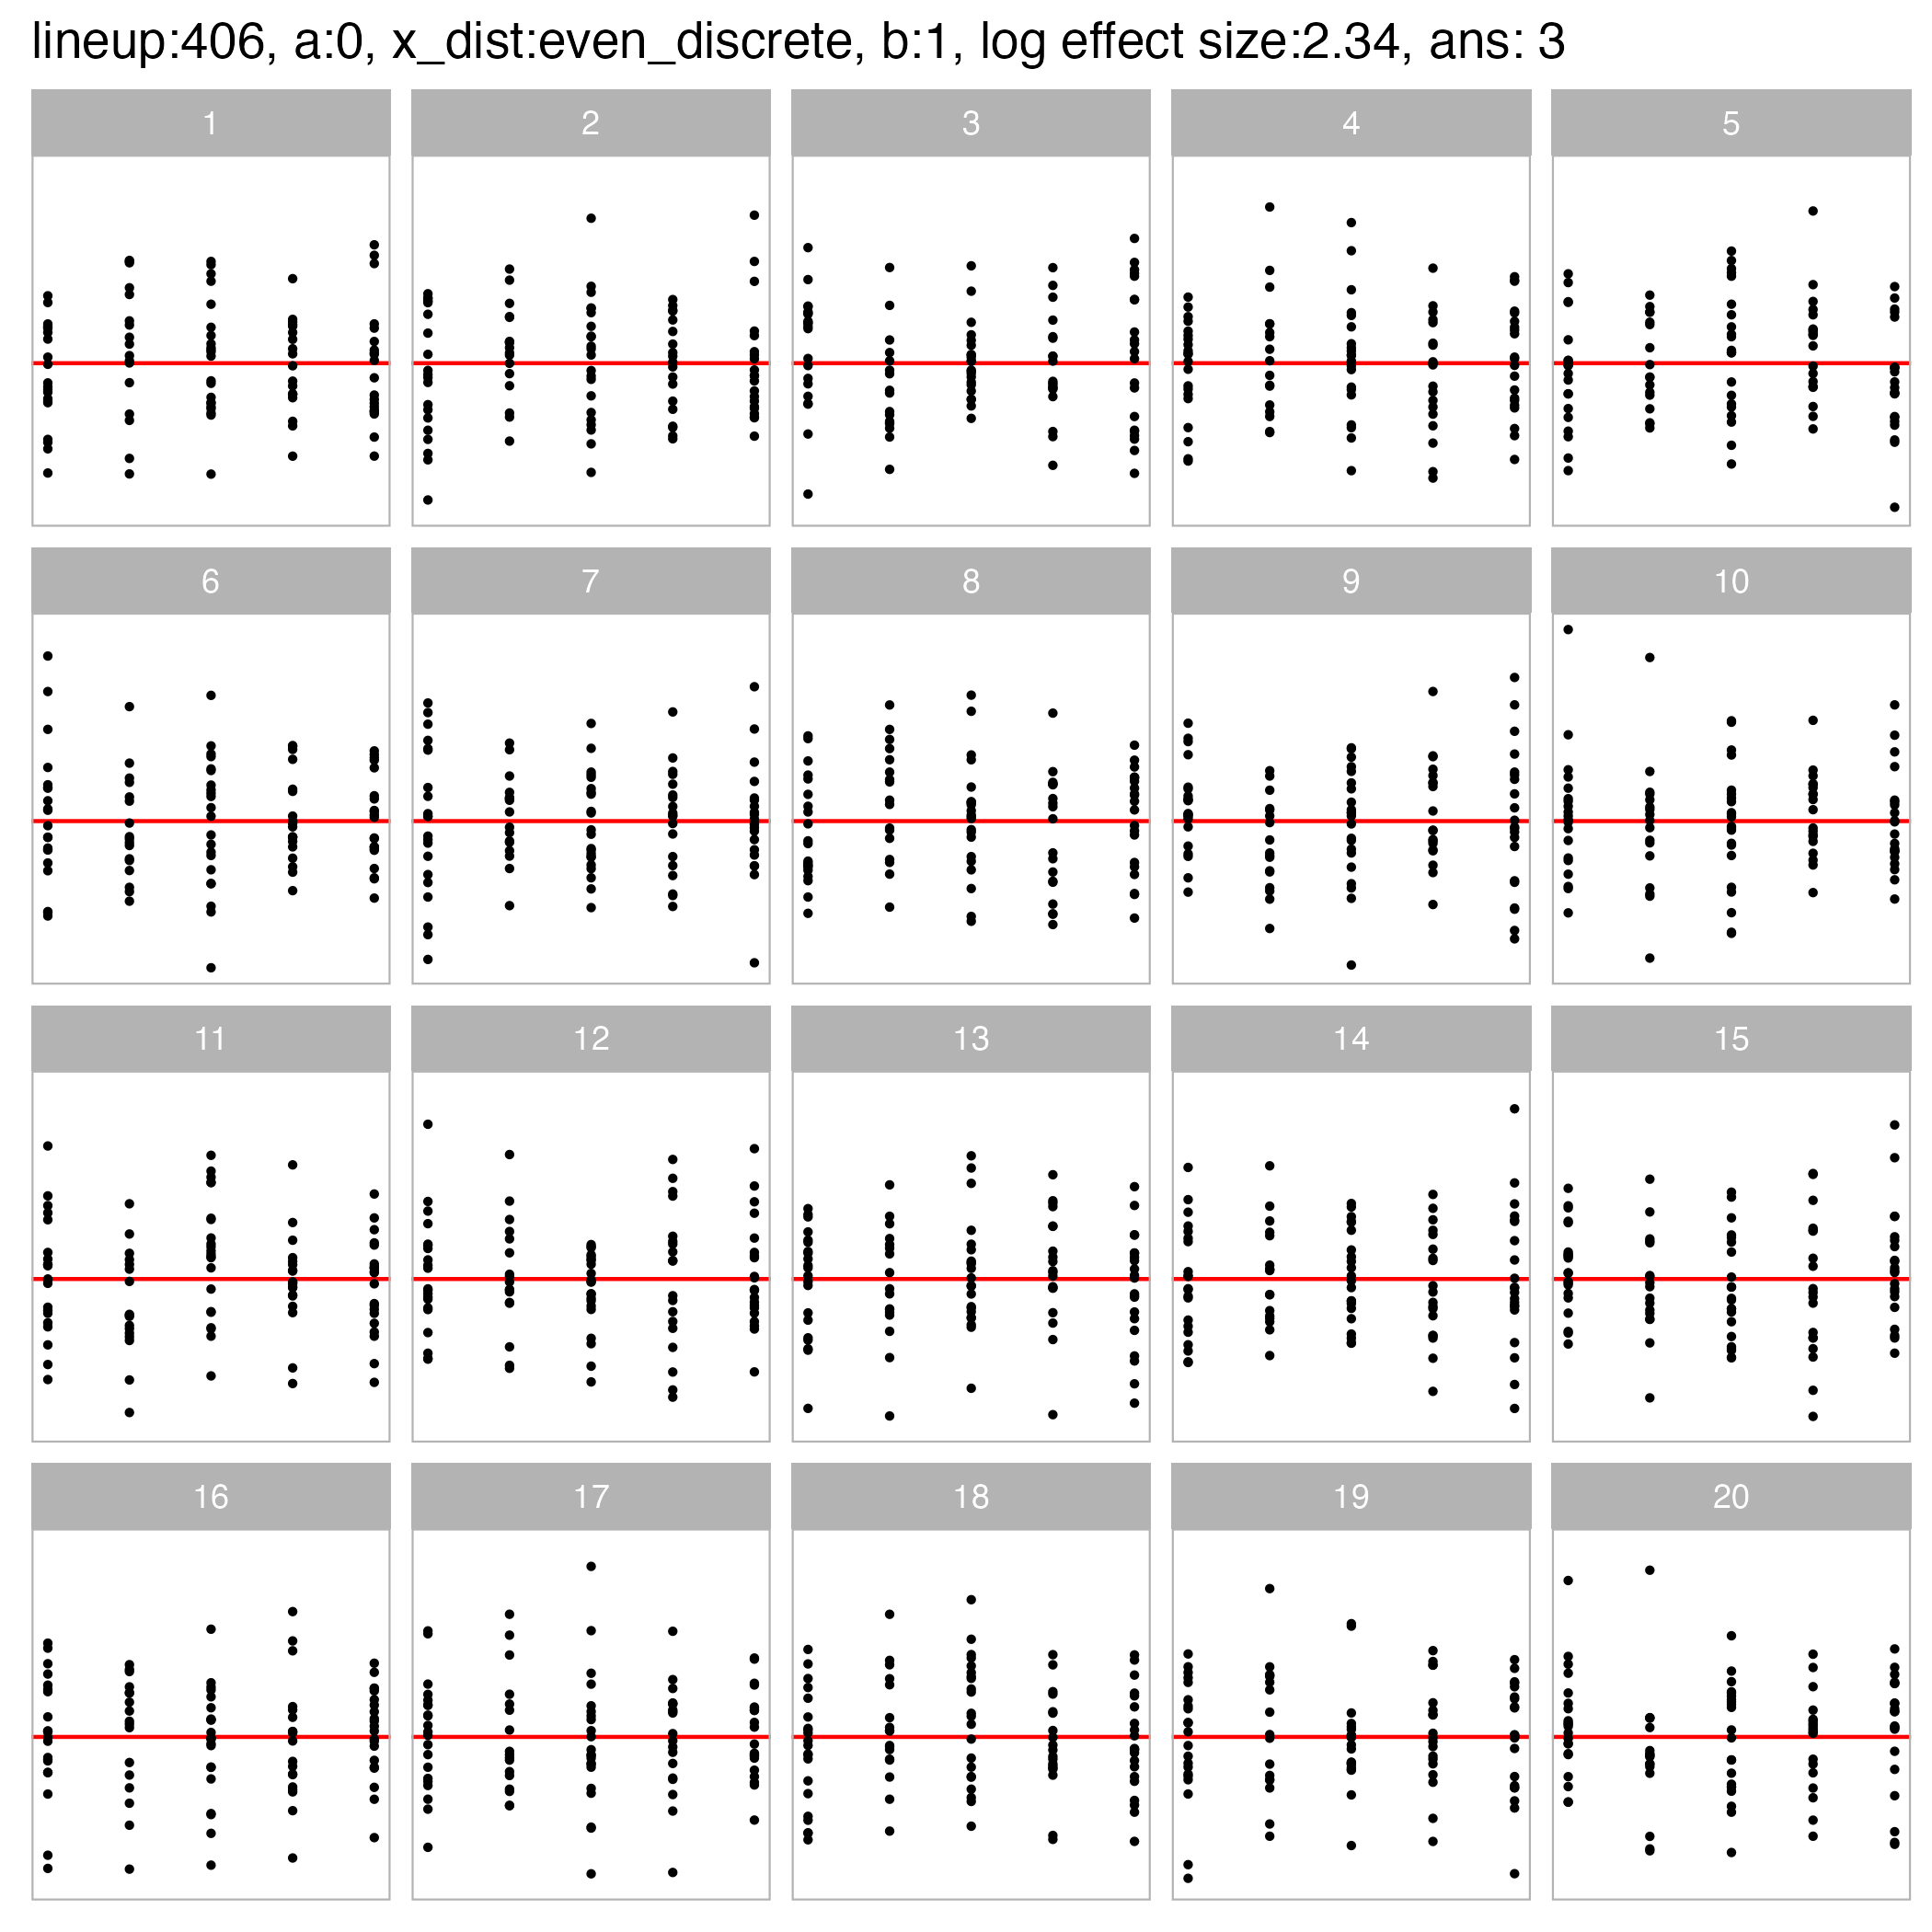 lineup:406, a:0, x_dist:even_discrete, b:1, log effect size:2.34, ans: 3
1 2 3 4 5
6 7 8 9 10
11 12 13 14 15
16 17 18 19 20